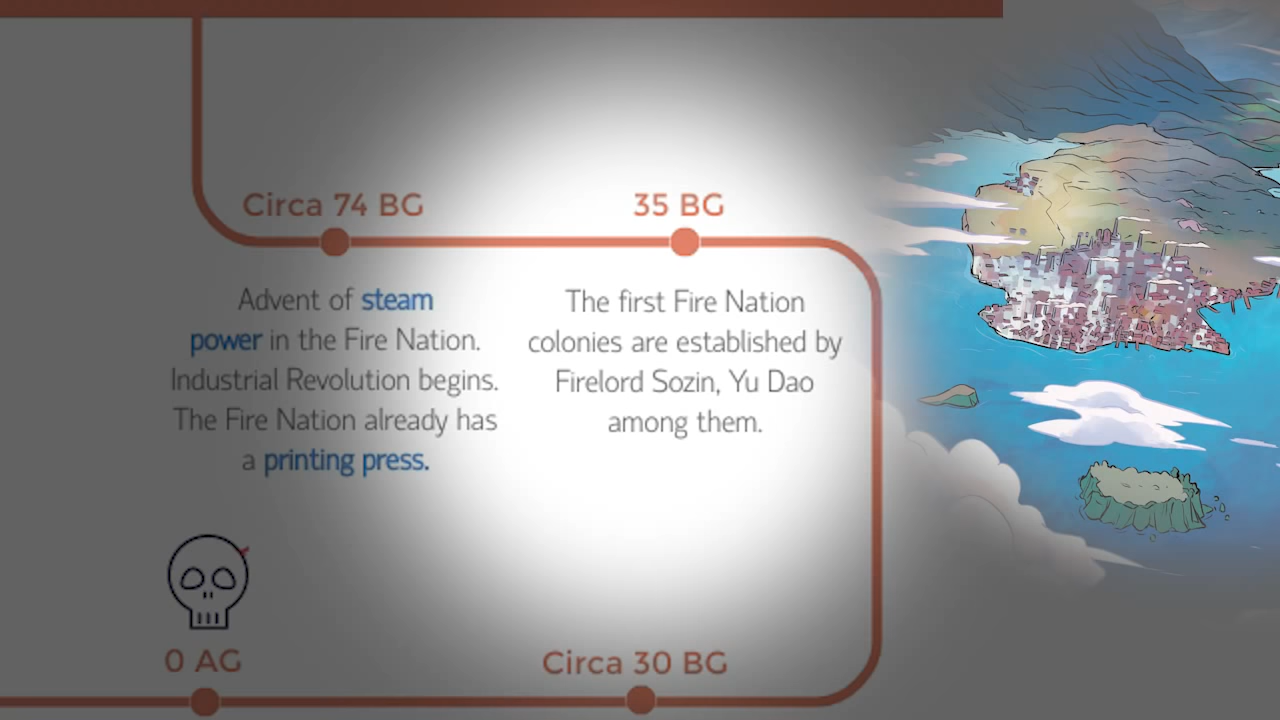 Circa 74 BG
35 BG
Advent of steam
power in the Fire Nation.
Industrial Revolution begins.
The Fire Nation already has
a printing press.
The first Fire Nation
colonies are established by
Firelord Sozin, Yu Dao
among them.
0 AG
Circa 30 BG